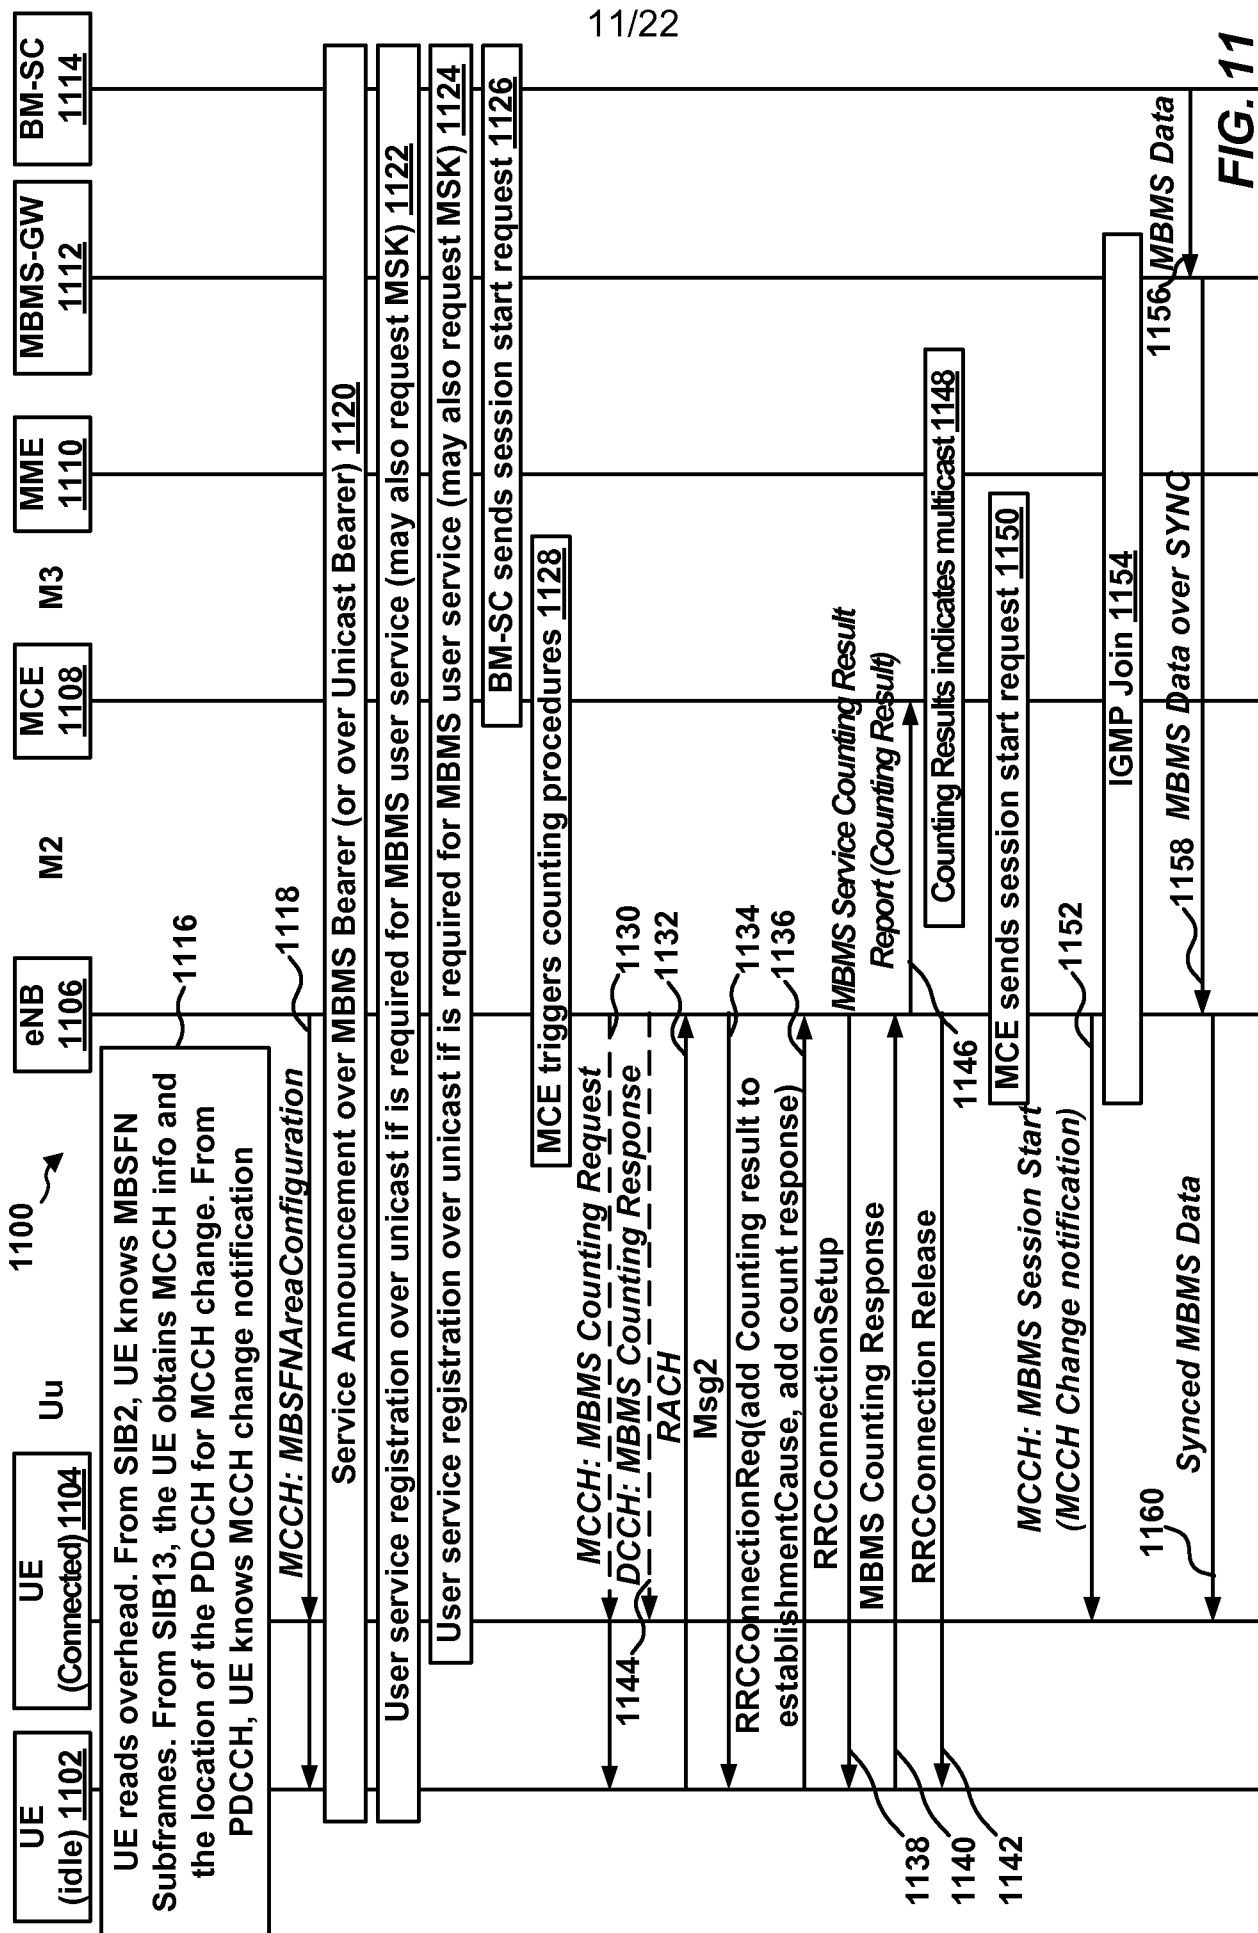 11/22
1100
UE
(idle) 1102
UE
(Connected) 1104
Uu
eNB
1106
M2
MCE
1108
M3
MME
1110
MBMS-GW
1112
BM-SC
1114
UE reads overhead. From SIB2, UE knows MBSFN
Subframes. From SIB13, the UE obtains MCCH info and
the location of the PDCCH for MCCH change. From
PDCCH, UE knows MCCH change notification
1116
MCCH: MBSFNAreaConfiguration
1118
Service Announcement over MBMS Bearer (or over Unicast Bearer) 1120
User service registration over unicast if is required for MBMS user service (may also request MSK) 1122
User service registration over unicast if is required for MBMS user service (may also request MSK) 1124
BM-SC sends session start request 1126
MCE triggers counting procedures 1128
MCCH: MBMS Counting Request
1130
DCCH: MBMS Counting Response
1144
RACH
1132
Msg2
1134
RRCConnectionReq(add Counting result to
establishmentCause, add count response)
1136
RRCConnectionSetup
1138
MBMS Counting Response
1140
MBMS Service Counting Result
Report (Counting Result)
1146
RRCConnection Release
1142
Counting Results indicates multicast 1148
MCE sends session start request 1150
MCCH: MBMS Session Start
(MCCH Change notification)
1152
IGMP Join 1154
MBMS Data
1156
MBMS Data over SYNC
1158
Synced MBMS Data
1160
FIG. 11